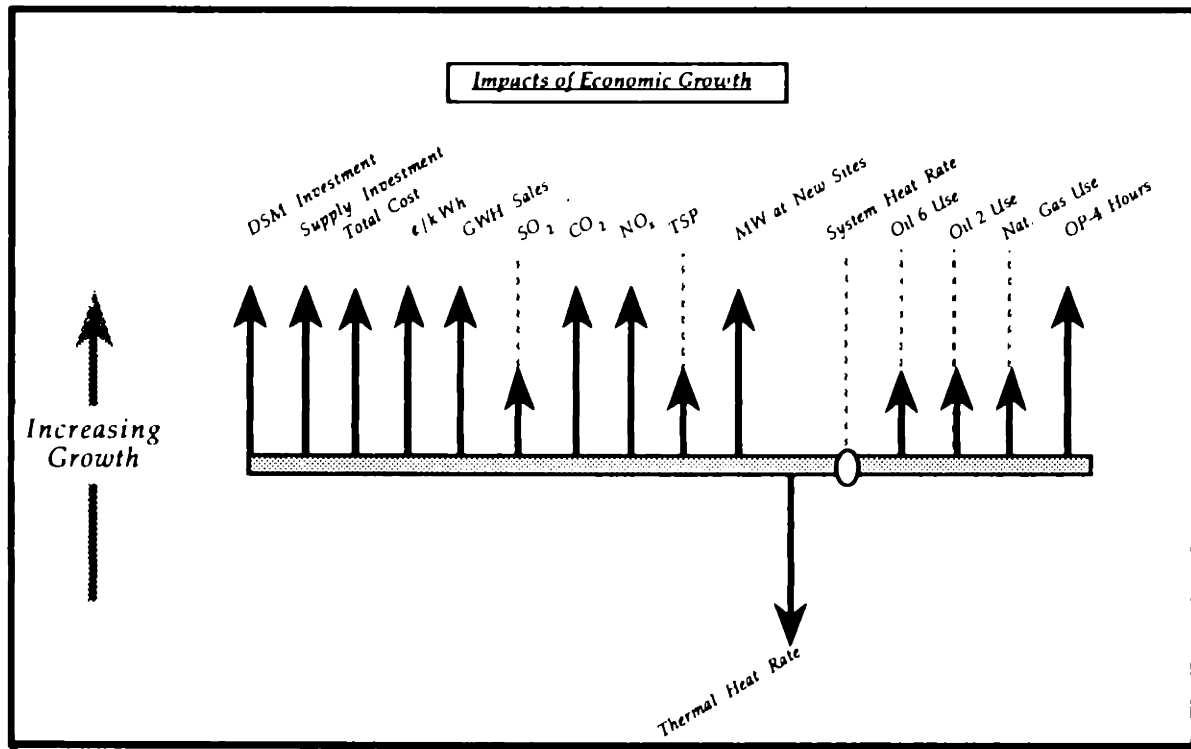 Impacts of Economic Growth
DSM Investment
Supply Investment
Total Cost
¢/kWh
GWH Sales
SO₂
CO₂
NOₓ
TSP
MW at New Sites
System Heat Rate
Oil 6 Use
Oil 2 Use
Nat. Gas Use
OP-4 Hours
Increasing
Growth
Thermal Heat Rate